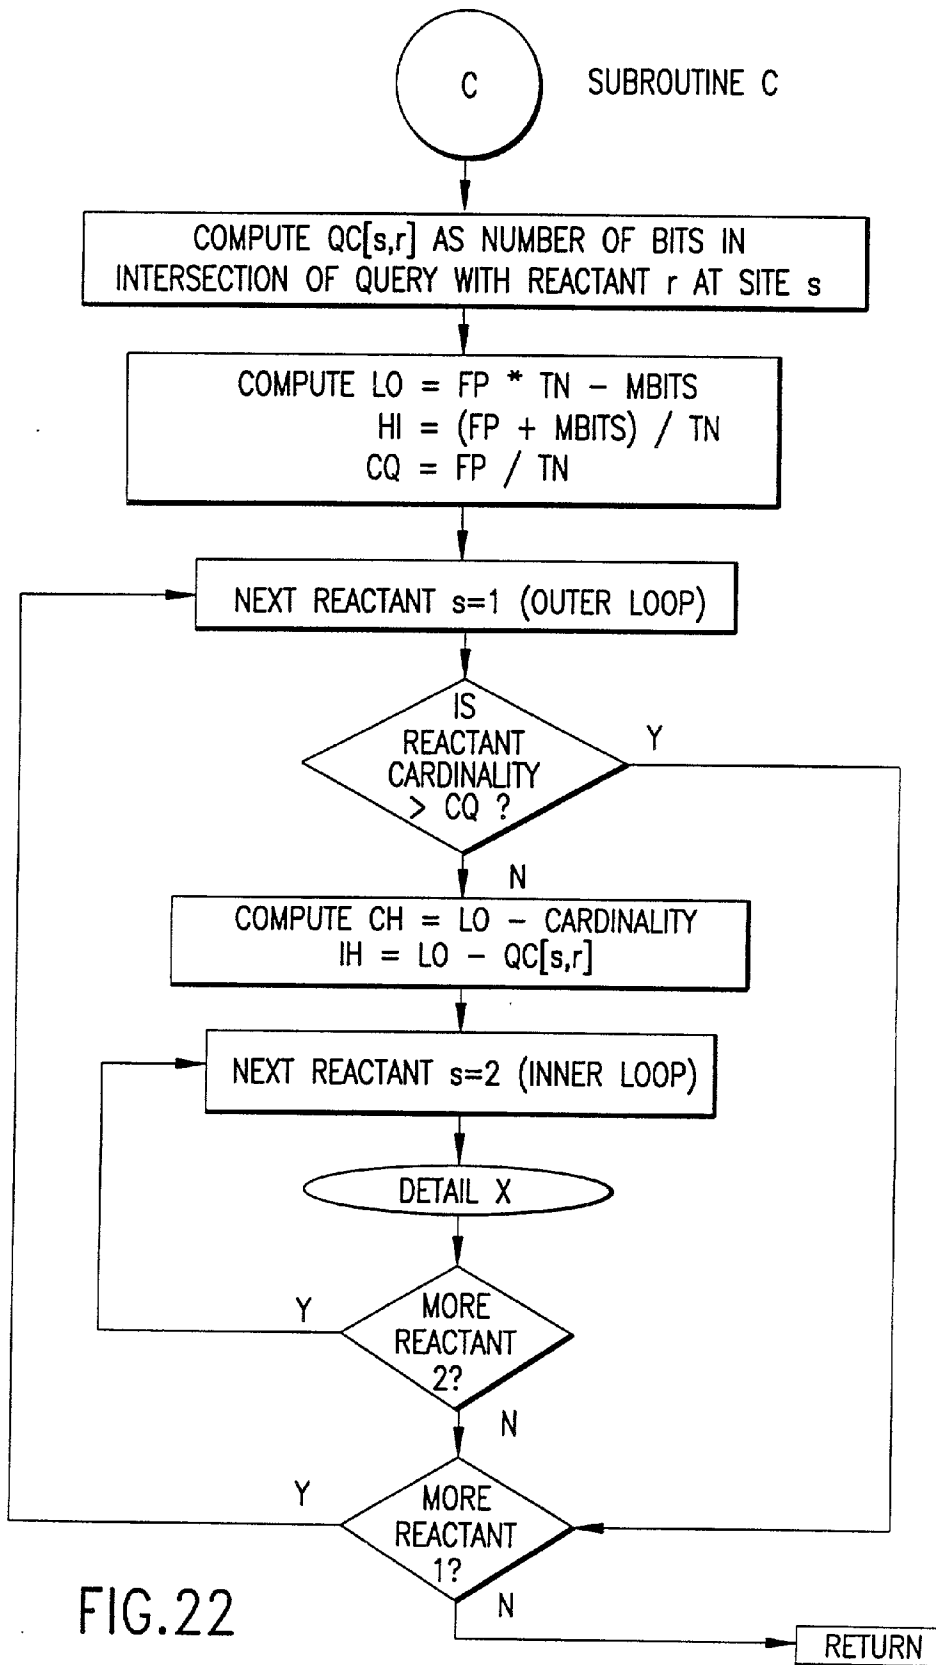 C
SUBROUTINE C
COMPUTE QC[s,r] AS NUMBER OF BITS IN
INTERSECTION OF QUERY WITH REACTANT r AT SITE s
COMPUTE LO = FP * TN - MBITS
HI = (FP + MBITS) / TN
CQ = FP / TN
NEXT REACTANT s=1 (OUTER LOOP)
IS
REACTANT
CARDINALITY
> CQ ?
Y
N
COMPUTE CH = LO - CARDINALITY
IH = LO - QC[s,r]
NEXT REACTANT s=2 (INNER LOOP)
DETAIL X
MORE
REACTANT
2?
Y
N
MORE
REACTANT
1?
Y
N
RETURN
FIG.22